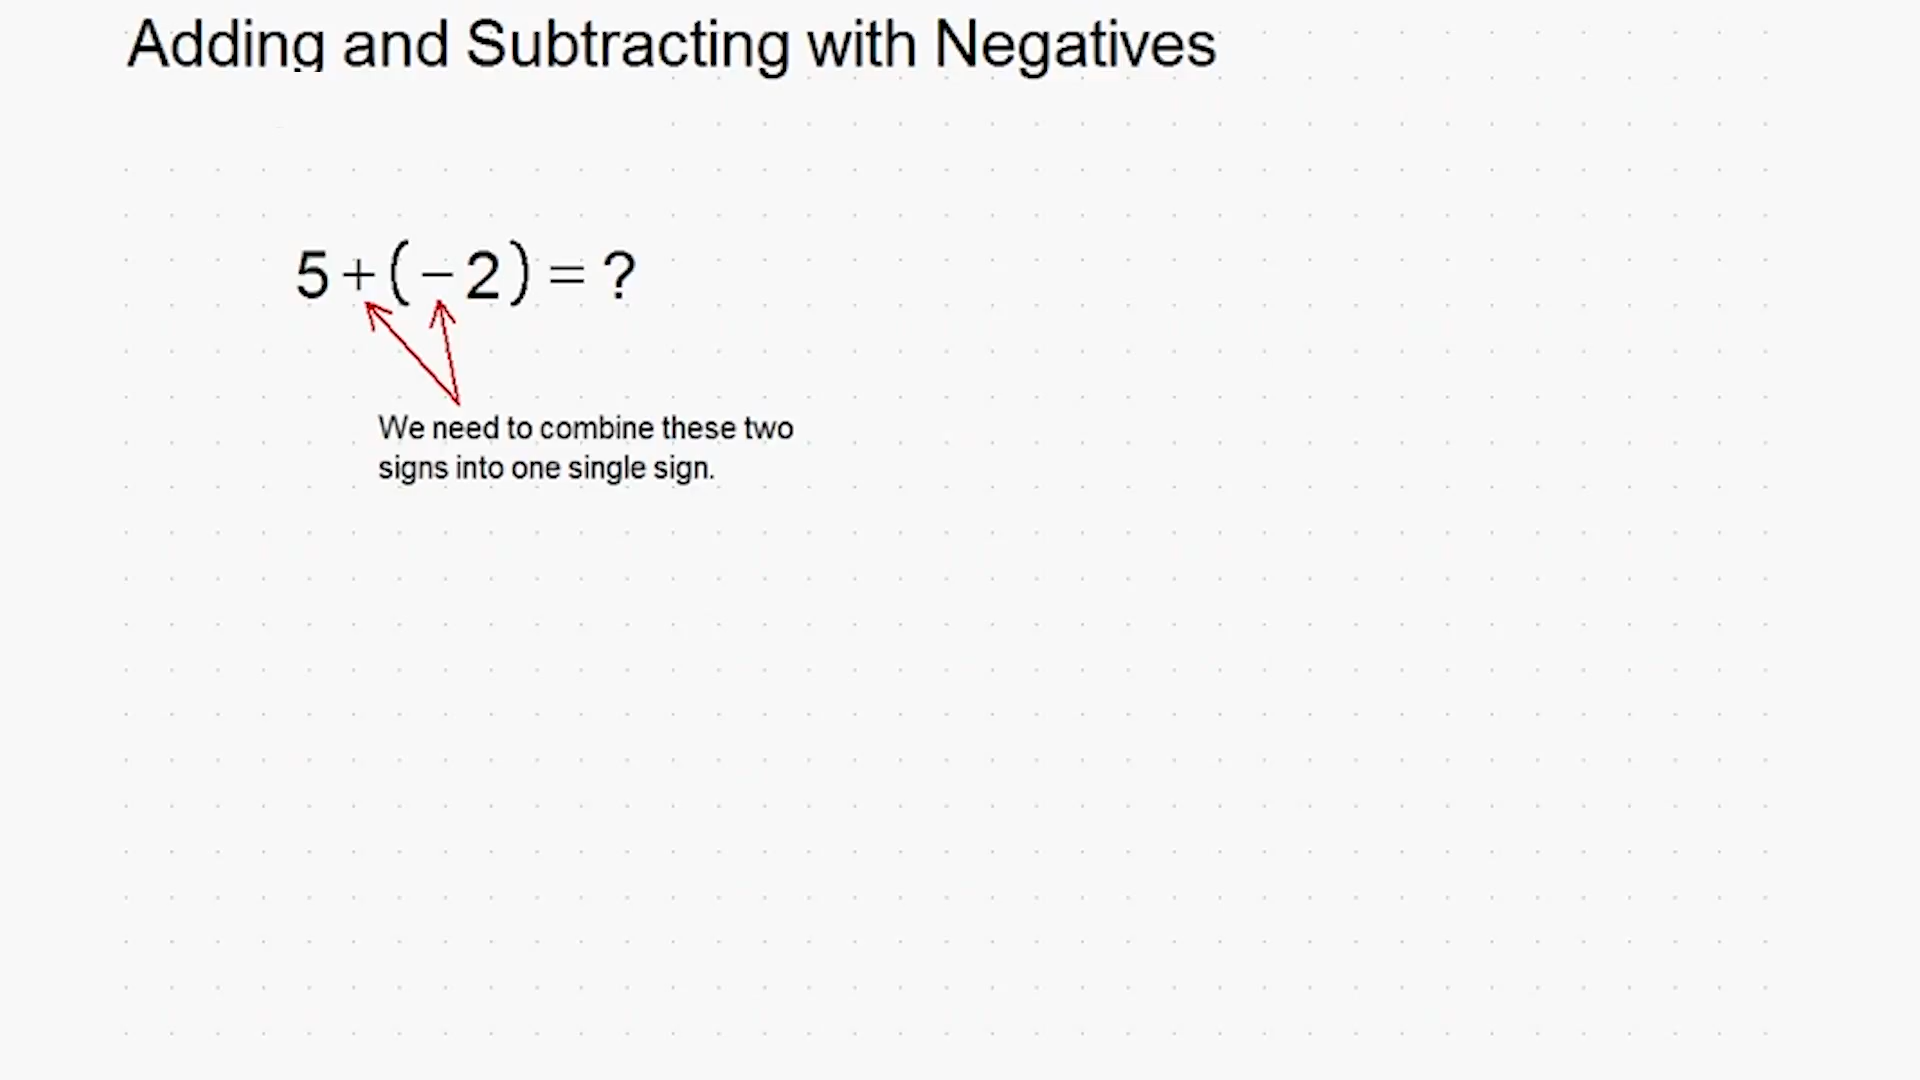 Adding and Subtracting with Negatives
5+(−2)=?
We need to combine these two
signs into one single sign.